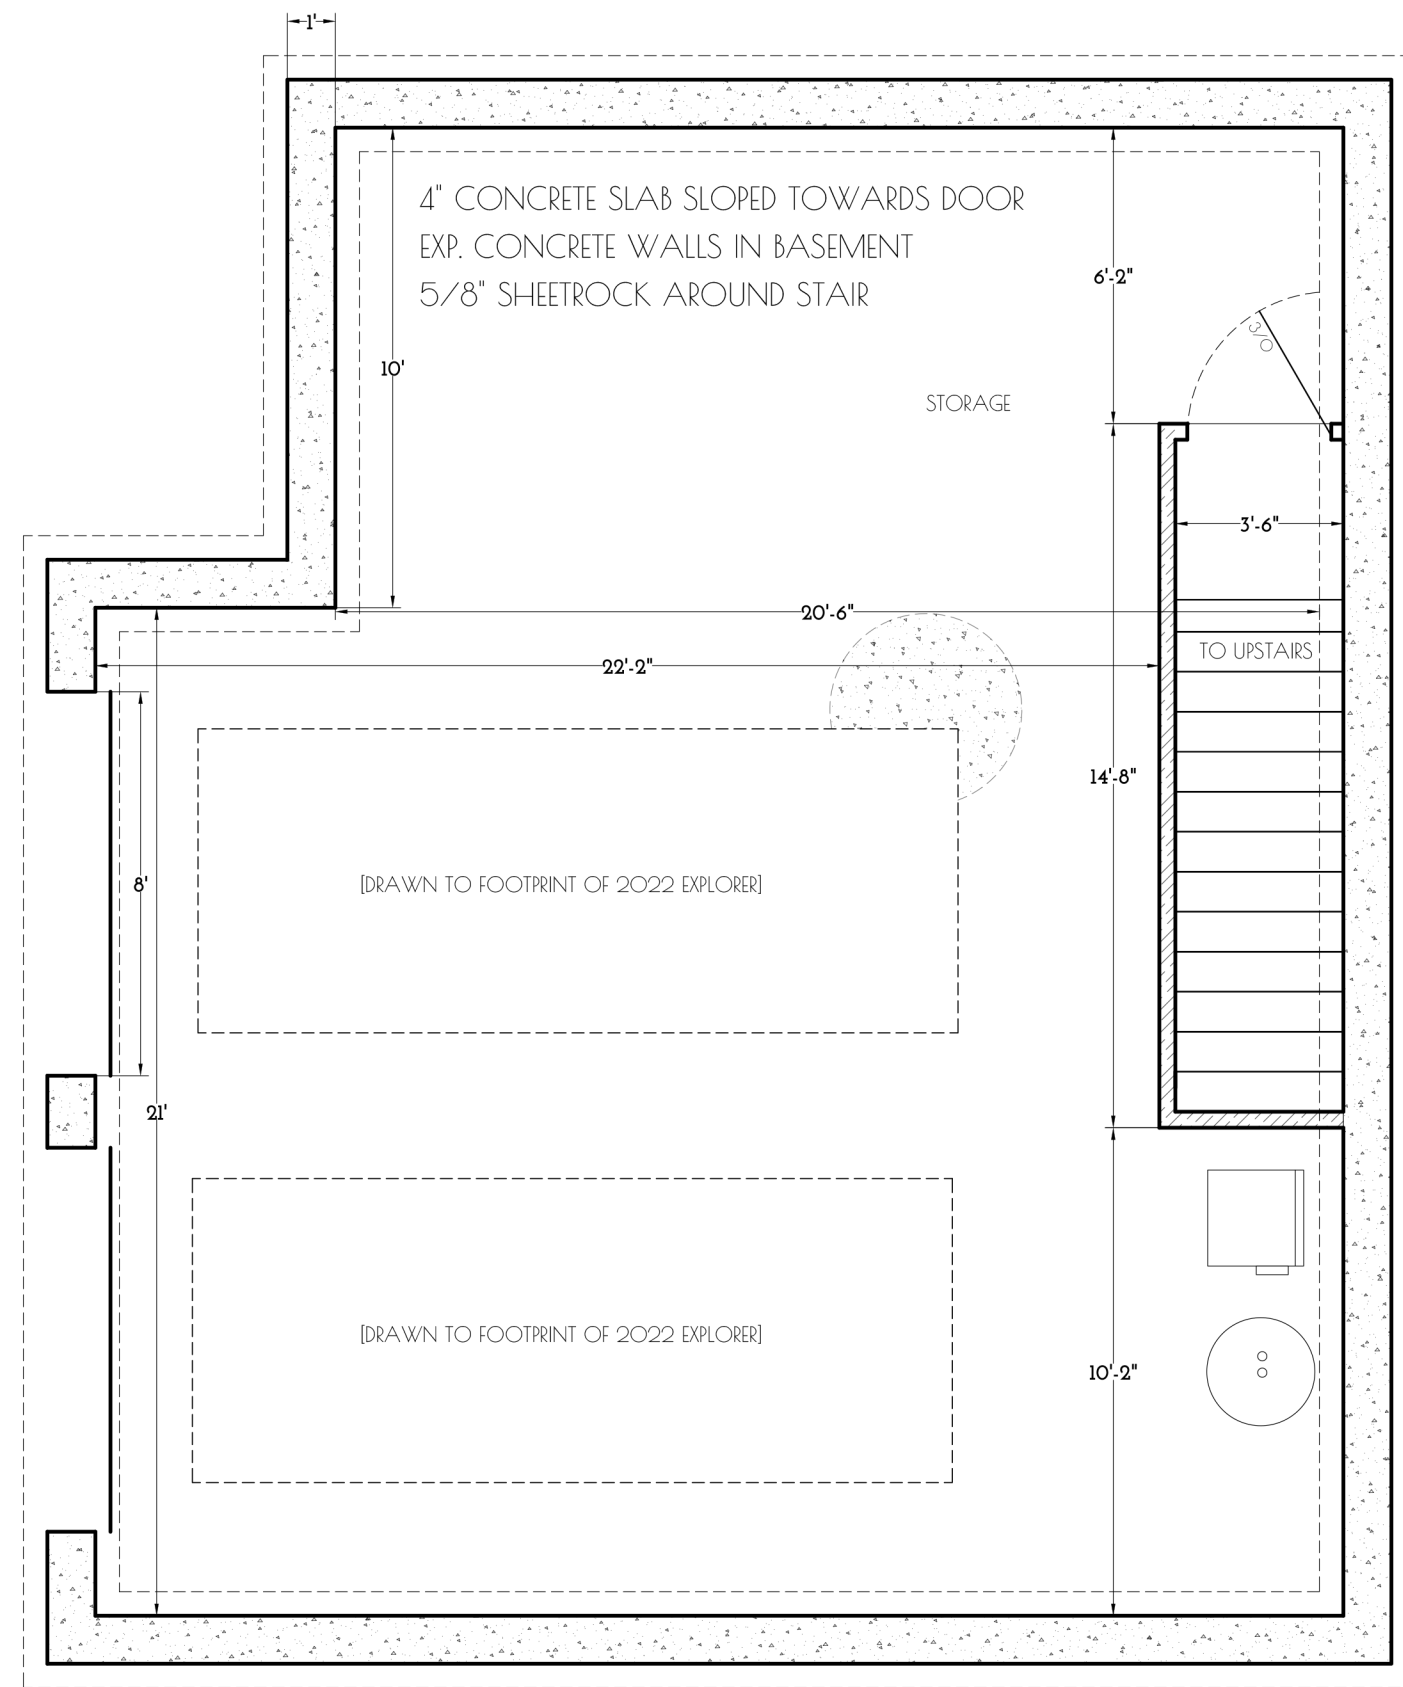 1'
4" CONCRETE SLAB SLOPED TOWARDS DOOR
EXP. CONCRETE WALLS IN BASEMENT
5/8" SHEETROCK AROUND STAIR
6'-2"
3/0
10'
STORAGE
3'-6"
20'-6"
TO UPSTAIRS
22'-2"
14'-8"
8'
[DRAWN TO FOOTPRINT OF 2022 EXPLORER]
21'
[DRAWN TO FOOTPRINT OF 2022 EXPLORER]
10'-2"